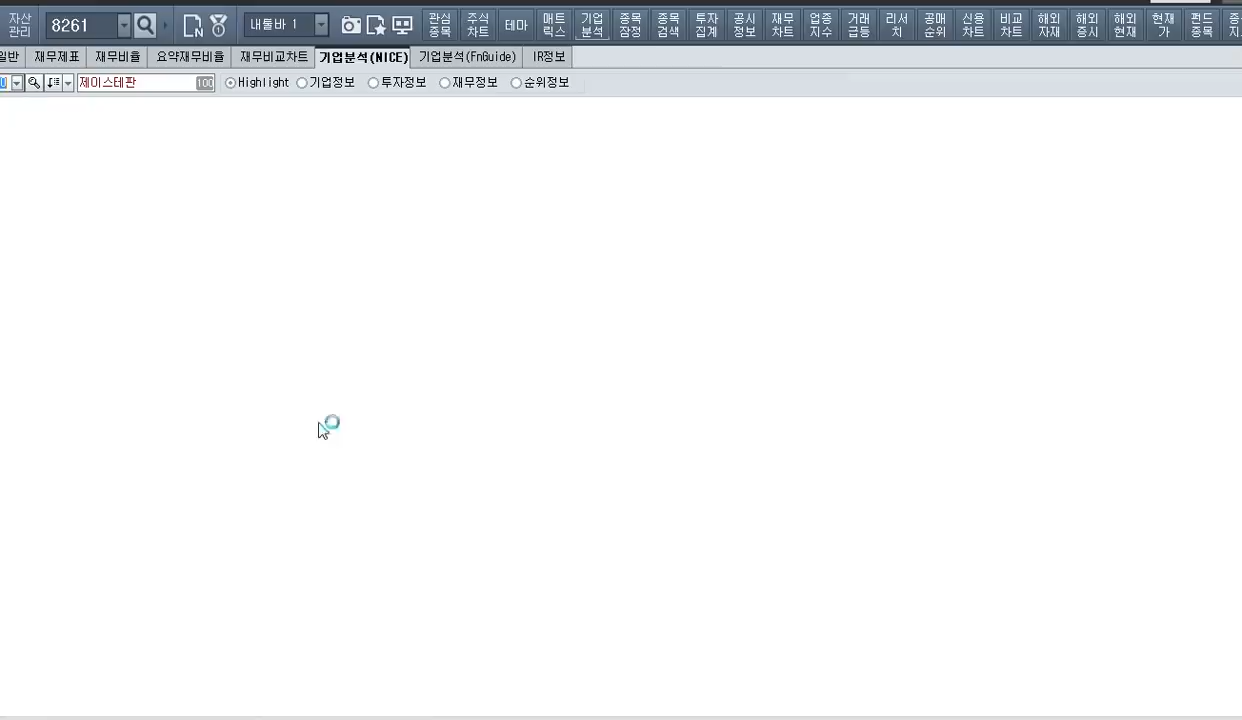 자산 관리 8261 내툴바 1 관심 종목 주식 차트 테마 매트 릭스 기업 분석 종목 잠정 종목 검색 투자 집계 공시 정보 재무 차트 업종 지수 거래 급등 리서 치 공매 순위 신용 차트 비교 차트 해외 자재 해외 증시 해외 현재 현재 가 펀드 종목
일반 재무제표 재무비율 요약재무비율 재무비교차트 기업분석(NICE) 기업분석(FnGuide) IR정보
제이스테판 100 Highlight 기업정보 투자정보 재무정보 순위정보